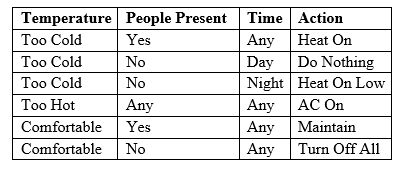 Temperature People Present Time Action
Too Cold Yes Any Heat On
Too Cold No Day Do Nothing
Too Cold No Night Heat On Low
Too Hot Any Any AC On
Comfortable Yes Any Maintain
Comfortable No Any Turn Off All